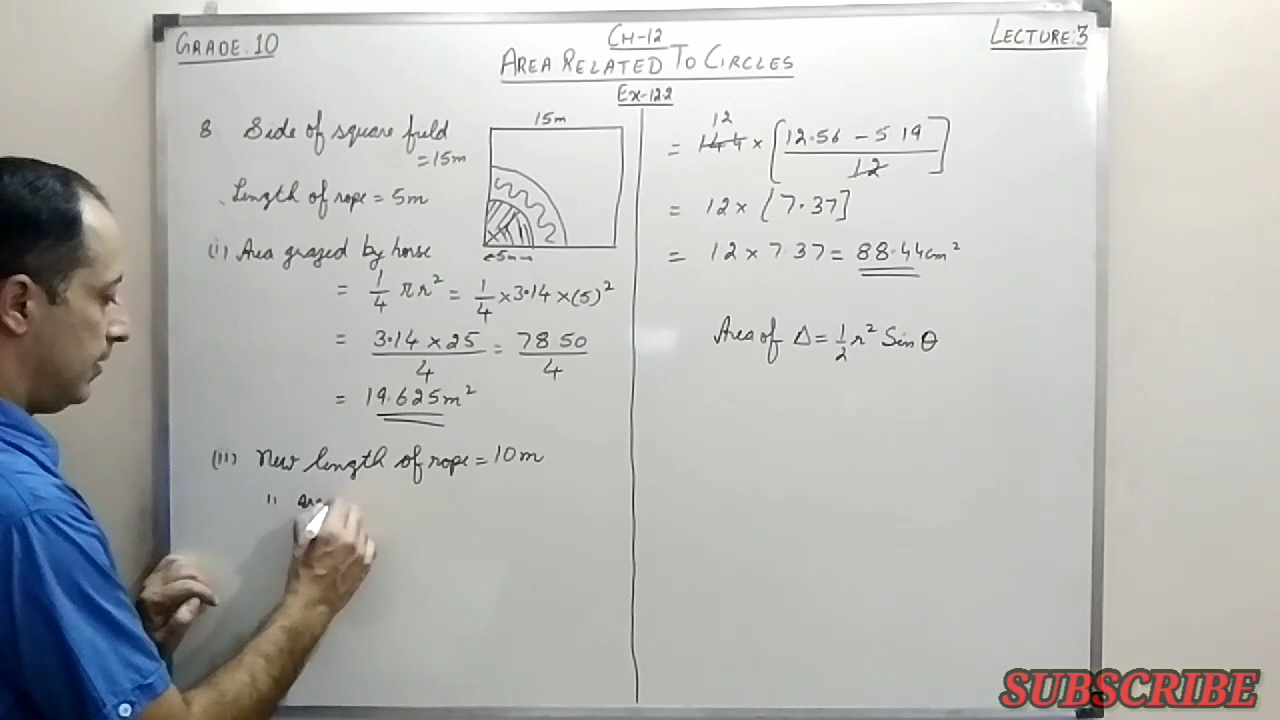 GRADE: 10
CH-12
LECTURE: 3
AREA RELATED TO CIRCLES
Ex-12.2
8 Side of square field
= 15m
Length of rope = 5m
(i) Area grazed by horse
= 1/4 πr² = 1/4 × 3.14 × (5)²
= 3.14 × 25 / 4 = 78 50 / 4
= 19.625m²
(ii) New length of rope = 10m
" are
15m
5m
12
= 144 × [12.56 - 5 19 / 12]
= 12 × [7.37]
= 12 × 7.37 = 88.44cm²
Area of Δ = 1/2 r² Sin θ
SUBSCRIBE